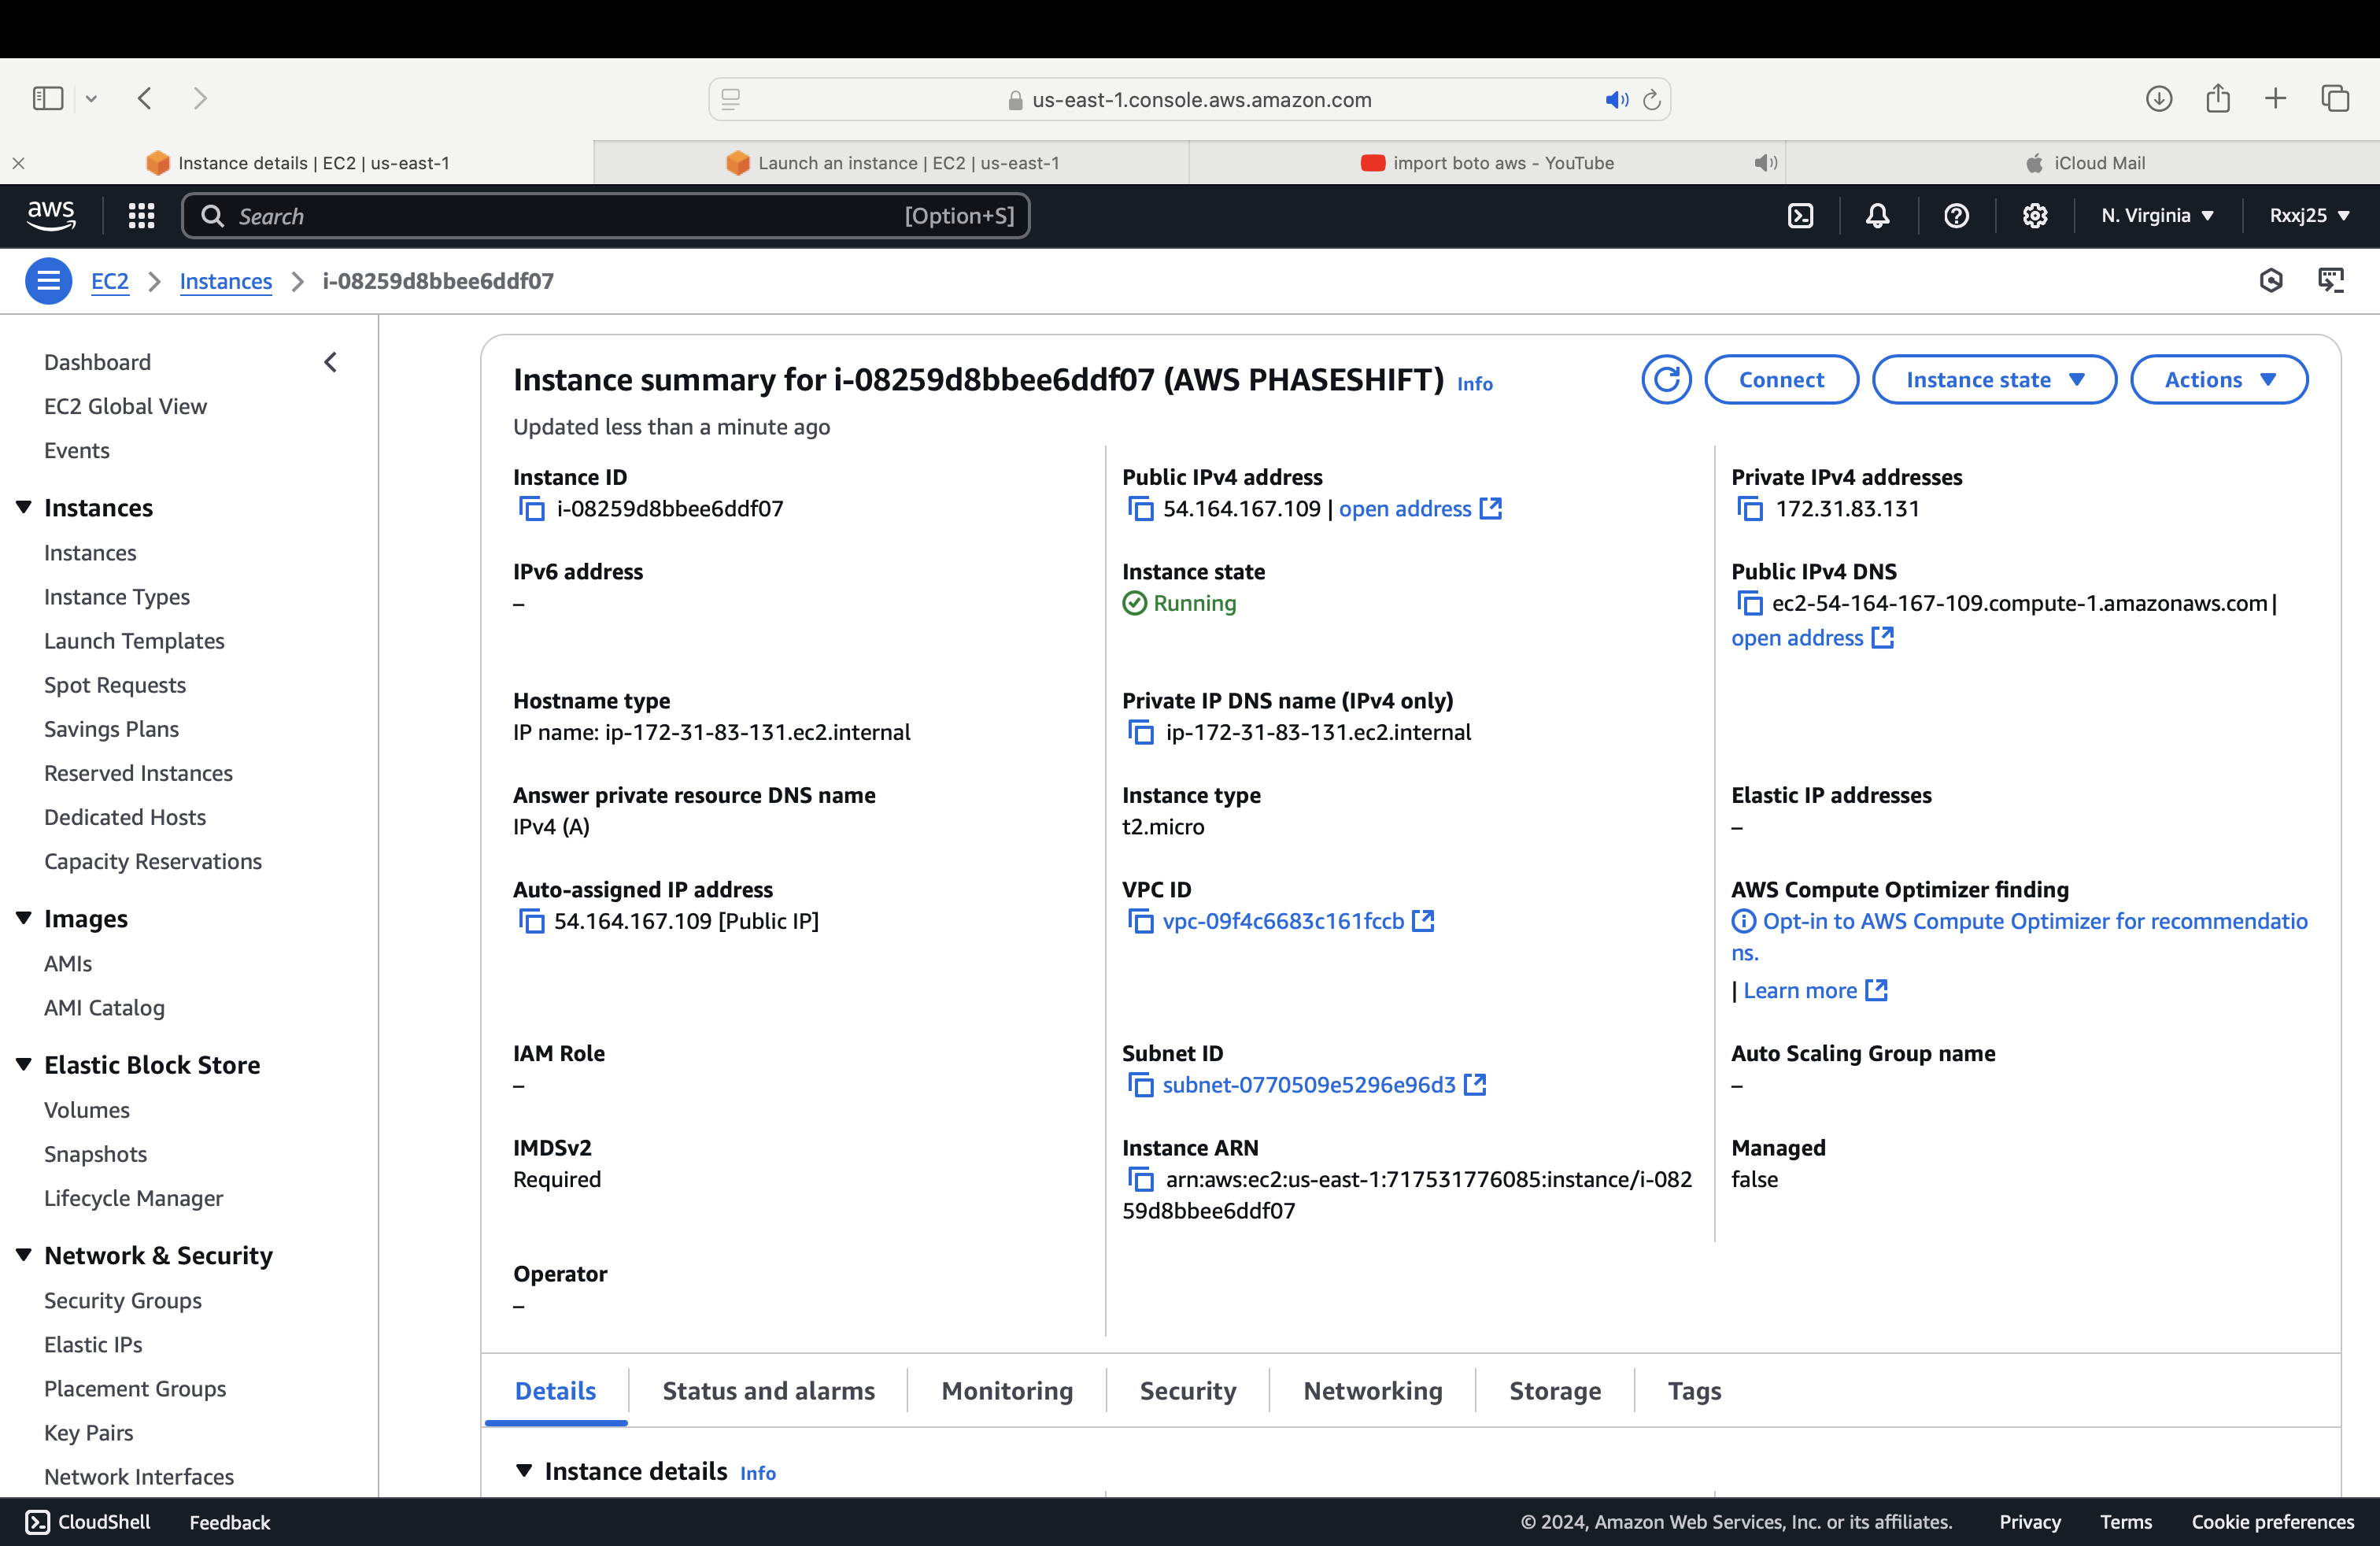 us-east-1.console.aws.amazon.com
Instance details | EC2 | us-east-1
Launch an instance | EC2 | us-east-1
import boto aws - YouTube
iCloud Mail
aws
Search
[Option+S]
N. Virginia
Rxxj25
EC2
Instances
i-08259d8bbee6ddf07
Dashboard
EC2 Global View
Events
Instances
Instances
Instance Types
Launch Templates
Spot Requests
Savings Plans
Reserved Instances
Dedicated Hosts
Capacity Reservations
Images
AMIs
AMI Catalog
Elastic Block Store
Volumes
Snapshots
Lifecycle Manager
Network & Security
Security Groups
Elastic IPs
Placement Groups
Key Pairs
Network Interfaces
Instance summary for i-08259d8bbee6ddf07 (AWS PHASESHIFT) Info
Connect
Instance state
Actions
Updated less than a minute ago
Instance ID
i-08259d8bbee6ddf07
Public IPv4 address
54.164.167.109 | open address
Private IPv4 addresses
172.31.83.131
IPv6 address
–
Instance state
Running
Public IPv4 DNS
ec2-54-164-167-109.compute-1.amazonaws.com |
open address
Hostname type
IP name: ip-172-31-83-131.ec2.internal
Private IP DNS name (IPv4 only)
ip-172-31-83-131.ec2.internal
Answer private resource DNS name
IPv4 (A)
Instance type
t2.micro
Elastic IP addresses
–
Auto-assigned IP address
54.164.167.109 [Public IP]
VPC ID
vpc-09f4c6683c161fccb
AWS Compute Optimizer finding
Opt-in to AWS Compute Optimizer for recommendatio
ns.
| Learn more
IAM Role
–
Subnet ID
subnet-0770509e5296e96d3
Auto Scaling Group name
–
IMDSv2
Required
Instance ARN
arn:aws:ec2:us-east-1:717531776085:instance/i-082
59d8bbee6ddf07
Managed
false
Operator
–
Details
Status and alarms
Monitoring
Security
Networking
Storage
Tags
Instance details Info
CloudShell
Feedback
© 2024, Amazon Web Services, Inc. or its affiliates.
Privacy
Terms
Cookie preferences